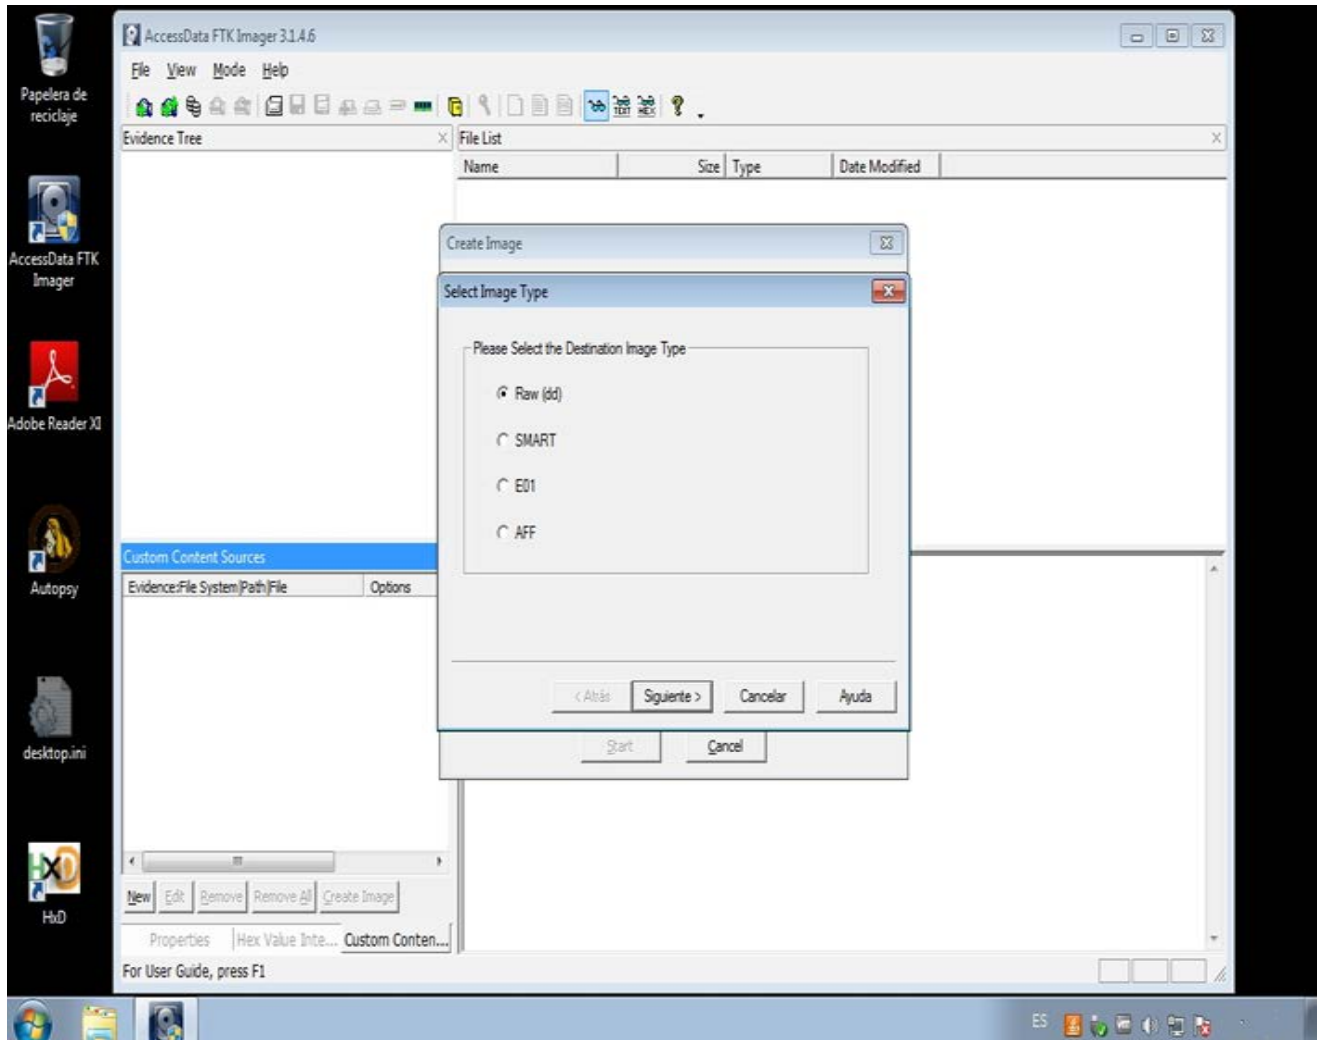 Papelera de
reciclaje
AccessData FTK
Imager
Adobe Reader XI
Autopsy
desktop.ini
HxD
HxD
AccessData FTK Imager 3.1.4.6
File View Mode Help
TEXT HEX
Evidence Tree
File List
Name Size Type Date Modified
Create Image
Select Image Type
Please Select the Destination Image Type
Raw (dd)
SMART
E01
AFF
< Atrás Siguiente > Cancelar Ayuda
Start Cancel
Custom Content Sources
Evidence:File System|Path|File Options
New Edit Remove Remove All Create Image
Properties Hex Value Inte... Custom Conten...
For User Guide, press F1
ES